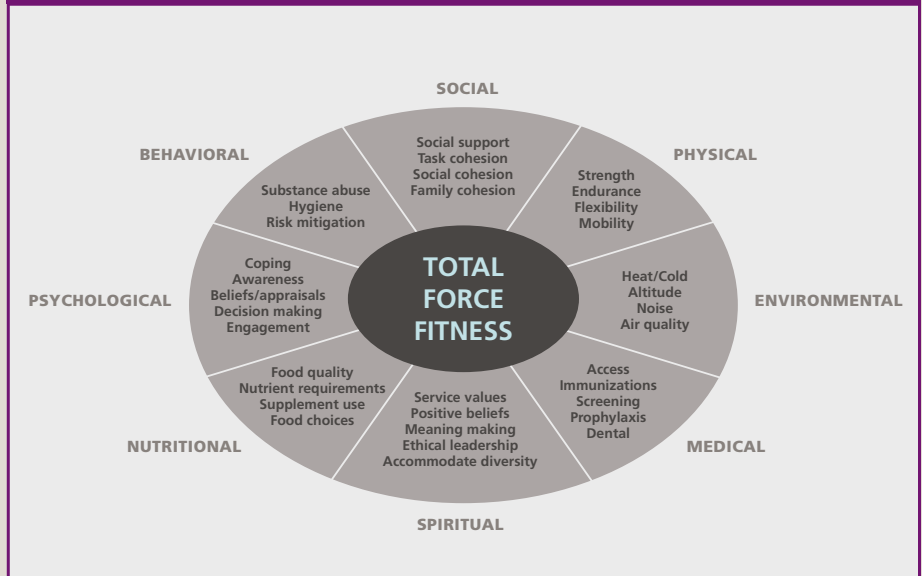 SOCIAL
Social support
Task cohesion
Social cohesion
Family cohesion
PHYSICAL
Strength
Endurance
Flexibility
Mobility
ENVIRONMENTAL
Heat/Cold
Altitude
Noise
Air quality
MEDICAL
Access
Immunizations
Screening
Prophylaxis
Dental
SPIRITUAL
Service values
Positive beliefs
Meaning making
Ethical leadership
Accommodate diversity
NUTRITIONAL
Food quality
Nutrient requirements
Supplement use
Food choices
PSYCHOLOGICAL
Coping
Awareness
Beliefs/appraisals
Decision making
Engagement
BEHAVIORAL
Substance abuse
Hygiene
Risk mitigation
TOTAL
FORCE
FITNESS